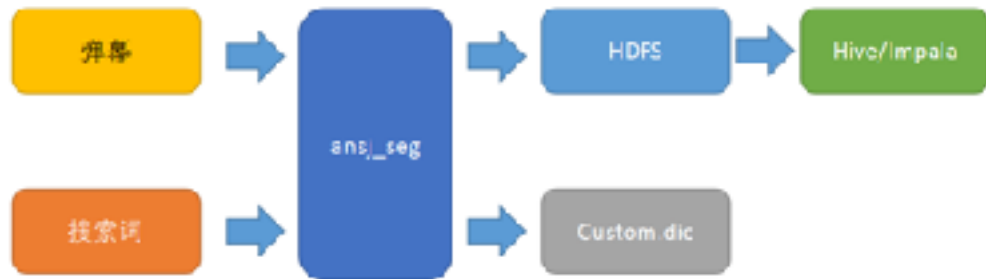 弹幕
HDFS
Hive/Impala
ansj_seg
搜索词
Custom.dic